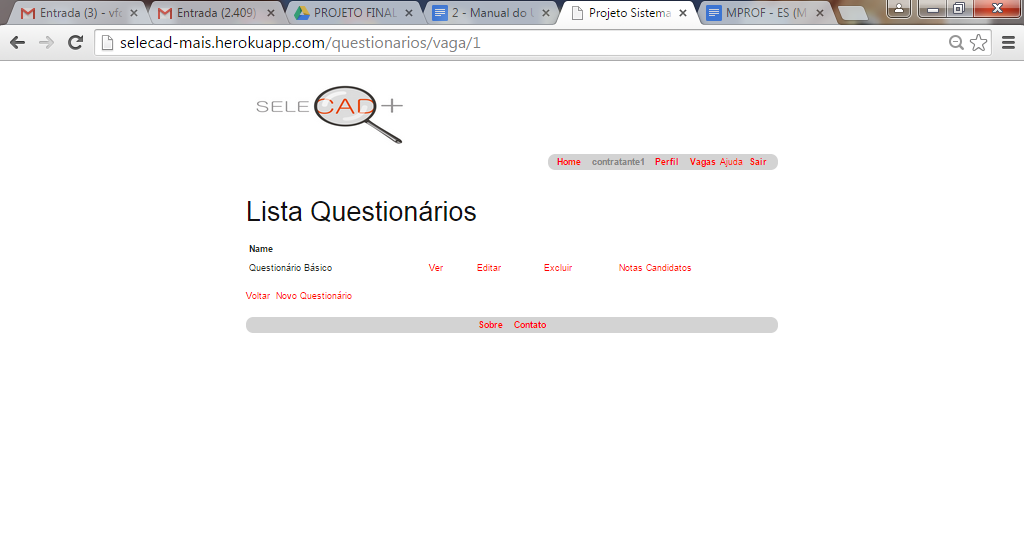 Entrada (3) - vfc
Entrada (2.409)
PROJETO FINAL
2 - Manual do U
Projeto Sistema
MPROF - ES (M
selecad-mais.herokuapp.com/questionarios/vaga/1
SELECAD+
Home contratante1 Perfil Vagas Ajuda Sair
Lista Questionários
Name
Questionário Básico Ver Editar Excluir Notas Candidatos
Voltar Novo Questionário
Sobre Contato